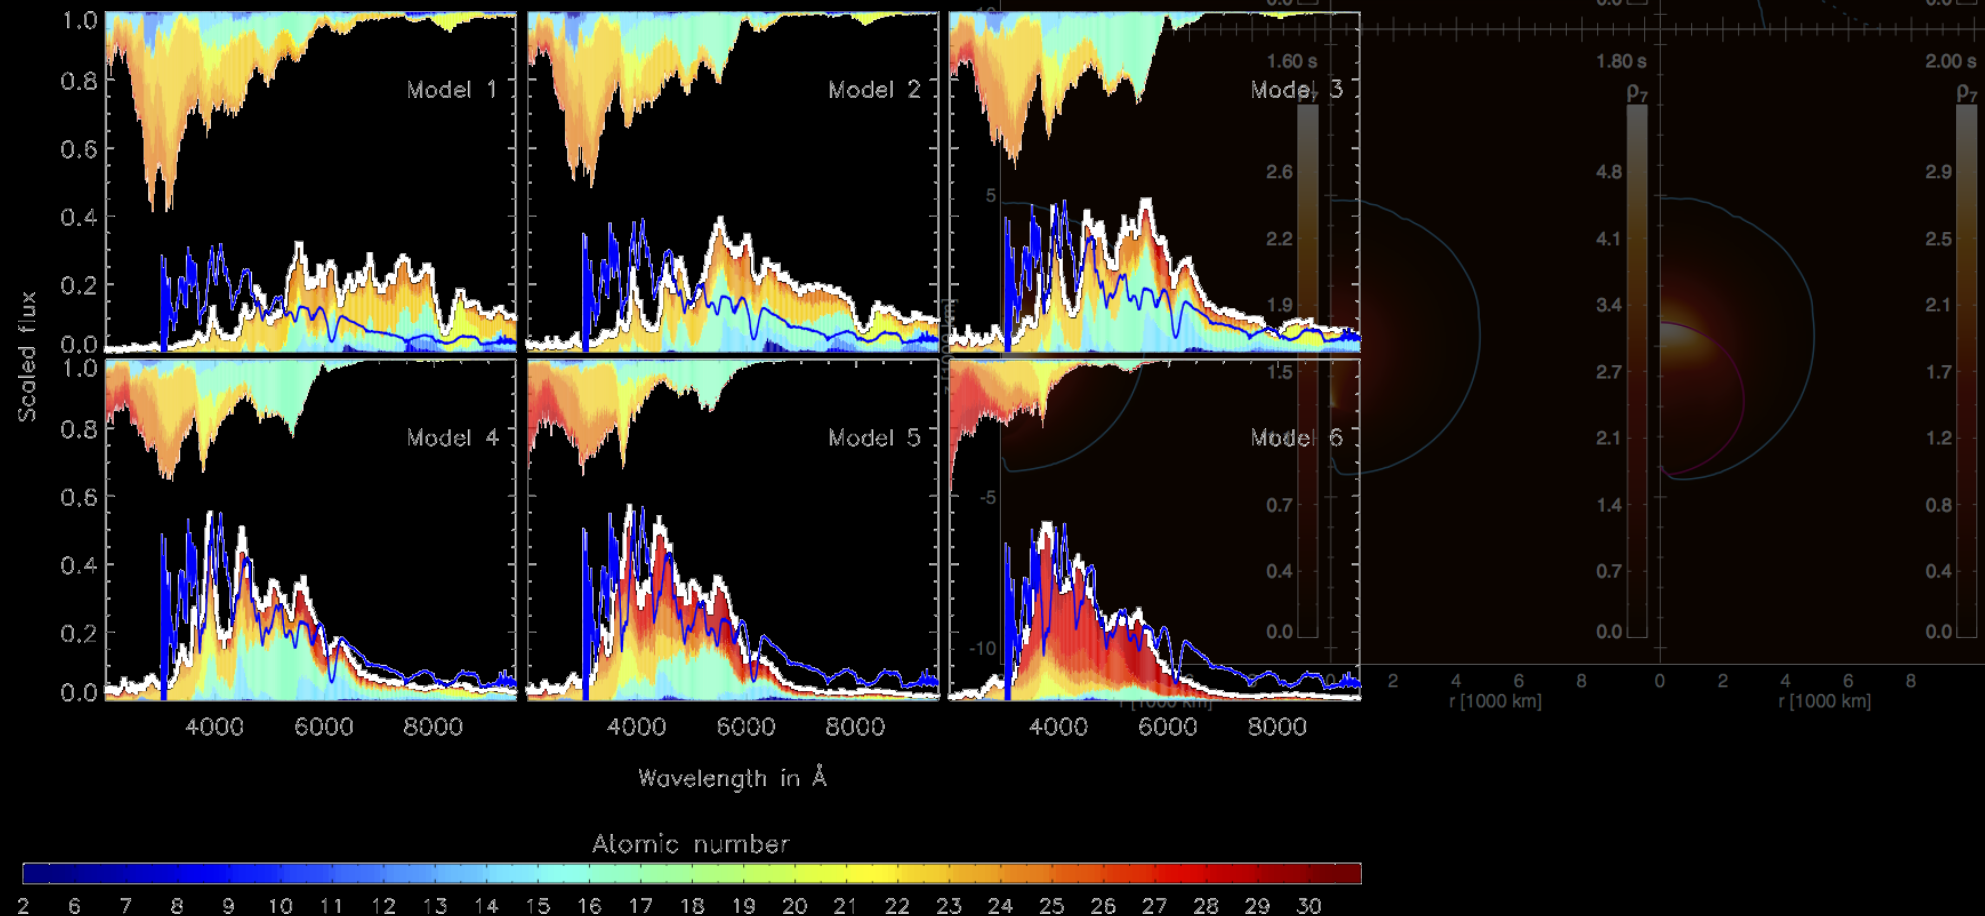 1.0
0.8
0.6
0.4
0.2
0.0
Model 1
Model 2
Model 3
1.0
0.8
0.6
0.4
0.2
0.0
Model 4
Model 5
Model 6
Scaled flux
4000 6000 8000
4000 6000 8000
4000 6000 8000
Wavelength in Å
Atomic number
2 6 7 8 9 10 11 12 13 14 15 16 17 18 19 20 21 22 23 24 25 26 27 28 29 30
1.60 s
2.6
2.2
1.9
1.5
0.7
0.4
0.0
5
-5
-10
1.80 s
ρ7
4.8
4.1
3.4
2.7
2.1
1.4
0.7
0.0
2 4 6 8
r [1000 km]
2.00 s
ρ7
2.9
2.5
2.1
1.7
1.2
0.8
0.4
0.0
0 2 4 6 8
r [1000 km]